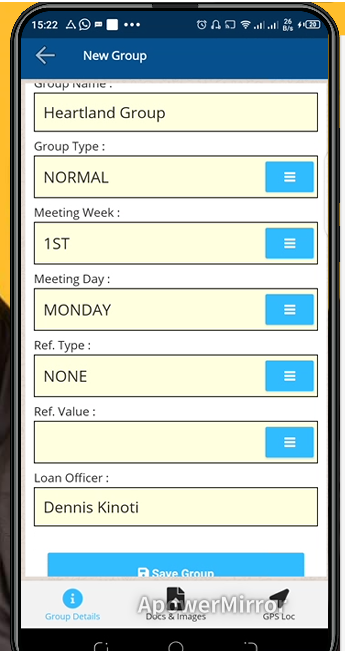 15:22
26
B/s
20
New Group
Group Name :
Heartland Group
Group Type :
NORMAL
Meeting Week :
1ST
Meeting Day :
MONDAY
Ref. Type :
NONE
Ref. Value :
Loan Officer :
Dennis Kinoti
Save Group
ApowerMirror
Group Details
Docs & Images
GPS Loc